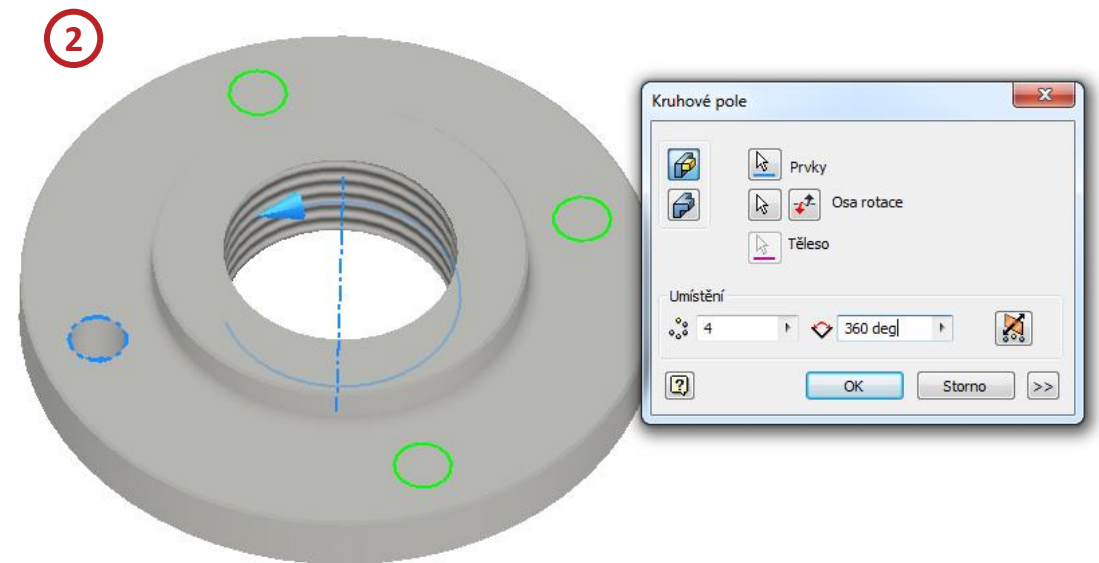 2
Kruhové pole
Prvky
Osa rotace
Těleso
Umístění
4
360 deg
?
OK
Storno
>>